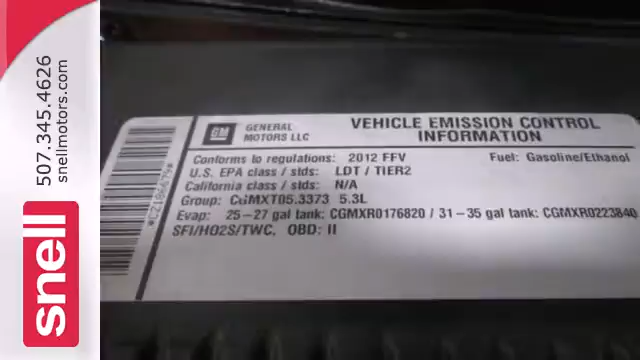 507.345.4626
snellmotors.com
snell
GM
GENERAL
MOTORS LLC
VEHICLE EMISSION CONTROL
INFORMATION
Conforms to regulations: 2012 FFV
Fuel: Gasoline/Ethanol
U.S. EPA class / stds: LDT / TIER2
California class / stds: N/A
Group: CGMXT05.3373 5.3L
Evap: 25-27 gal tank: CGMXR0176820 / 31-35 gal tank: CGMXR0223840
SFI/HO2S/TWC, OBD: II